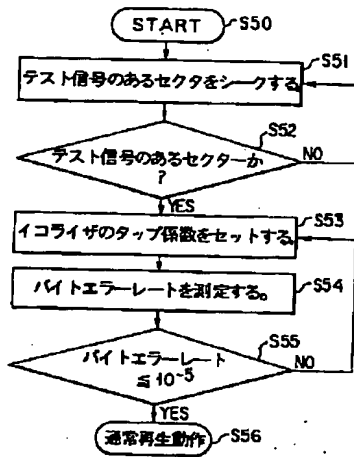 START
S50
S51
テスト信号のあるセクタをシークする
S52
テスト信号のあるセクターか
?
NO
YES
S53
イコライザのタップ係数をセットする。
S54
バイトエラーレートを測定する。
S55
バイトエラーレート
≦10⁻⁵
NO
YES
通常再生動作
S56